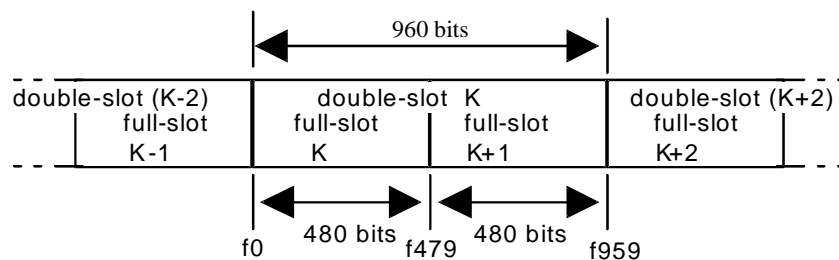 960 bits
double-slot (K-2) double-slot K double-slot (K+2)
full-slot full-slot full-slot full-slot
K-1 K K+1 K+2
480 bits 480 bits
f0 f479 f959